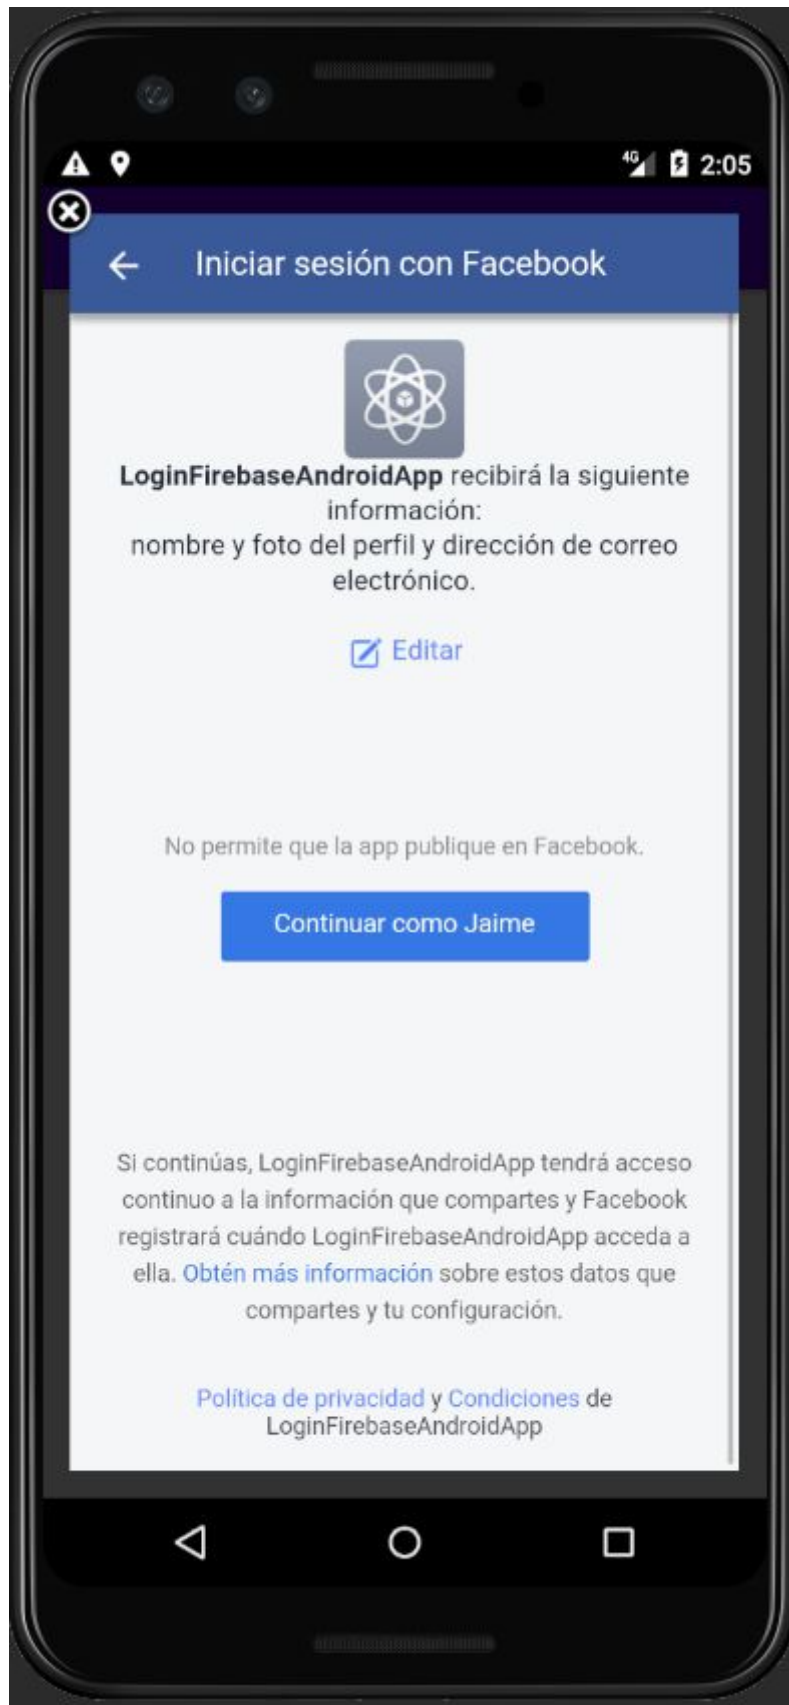 4G 2:05
Iniciar sesión con Facebook
LoginFirebaseAndroidApp recibirá la siguiente
información:
nombre y foto del perfil y dirección de correo
electrónico.
Editar
No permite que la app publique en Facebook.
Continuar como Jaime
Si continúas, LoginFirebaseAndroidApp tendrá acceso
continuo a la información que compartes y Facebook
registrará cuándo LoginFirebaseAndroidApp acceda a
ella. Obtén más información sobre estos datos que
compartes y tu configuración.
Política de privacidad y Condiciones de
LoginFirebaseAndroidApp